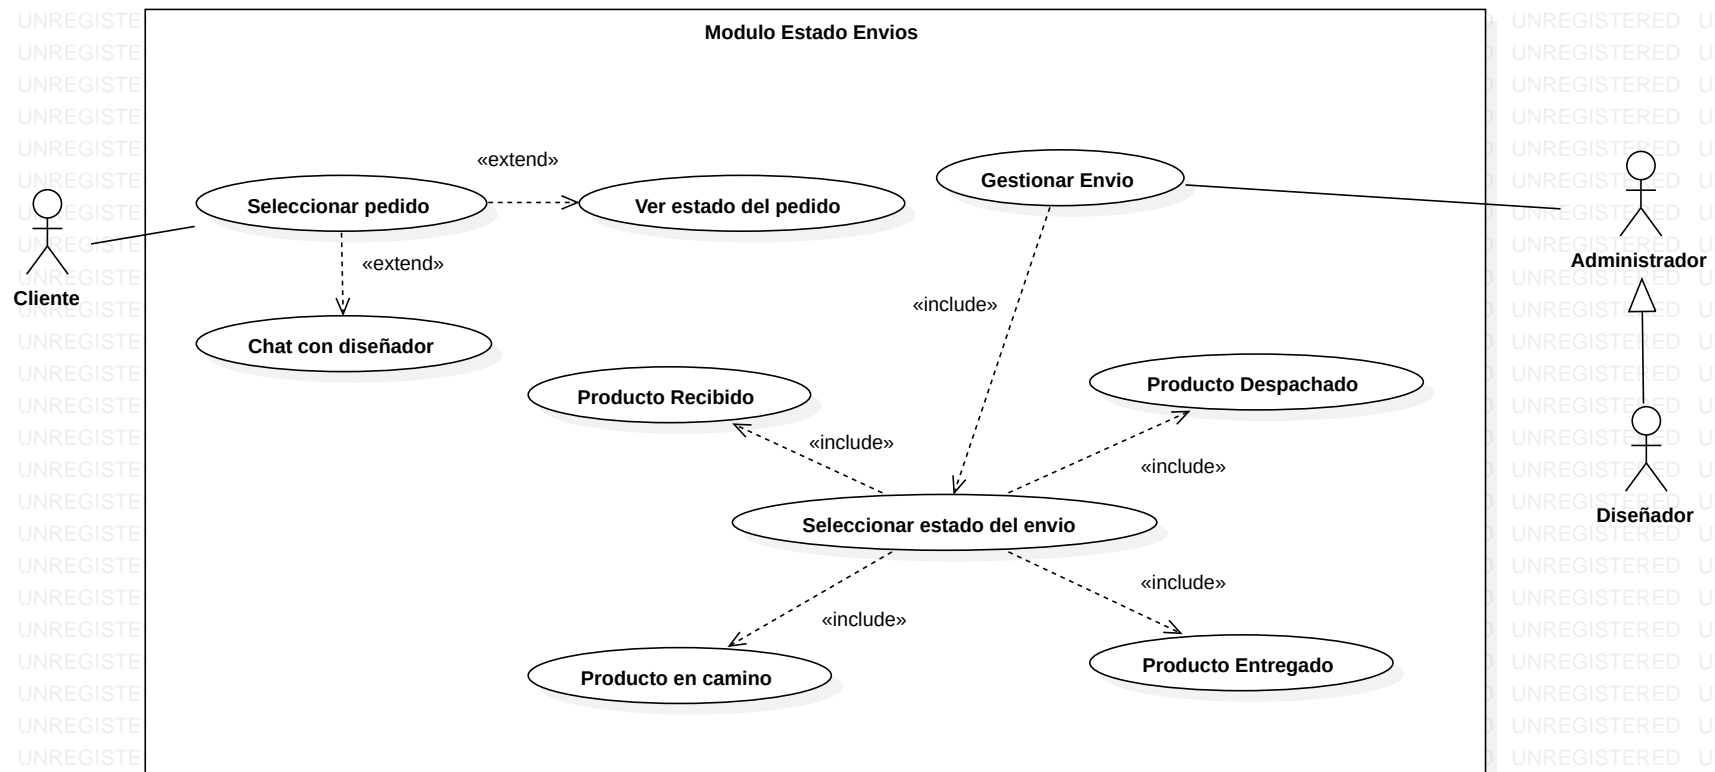 Modulo Estado Envios
«extend»
Seleccionar pedido
Ver estado del pedido
Gestionar Envio
«extend»
Cliente
Administrador
«include»
Chat con diseñador
Producto Recibido
Producto Despachado
«include»
«include»
Seleccionar estado del envio
Diseñador
«include»
«include»
Producto en camino
Producto Entregado